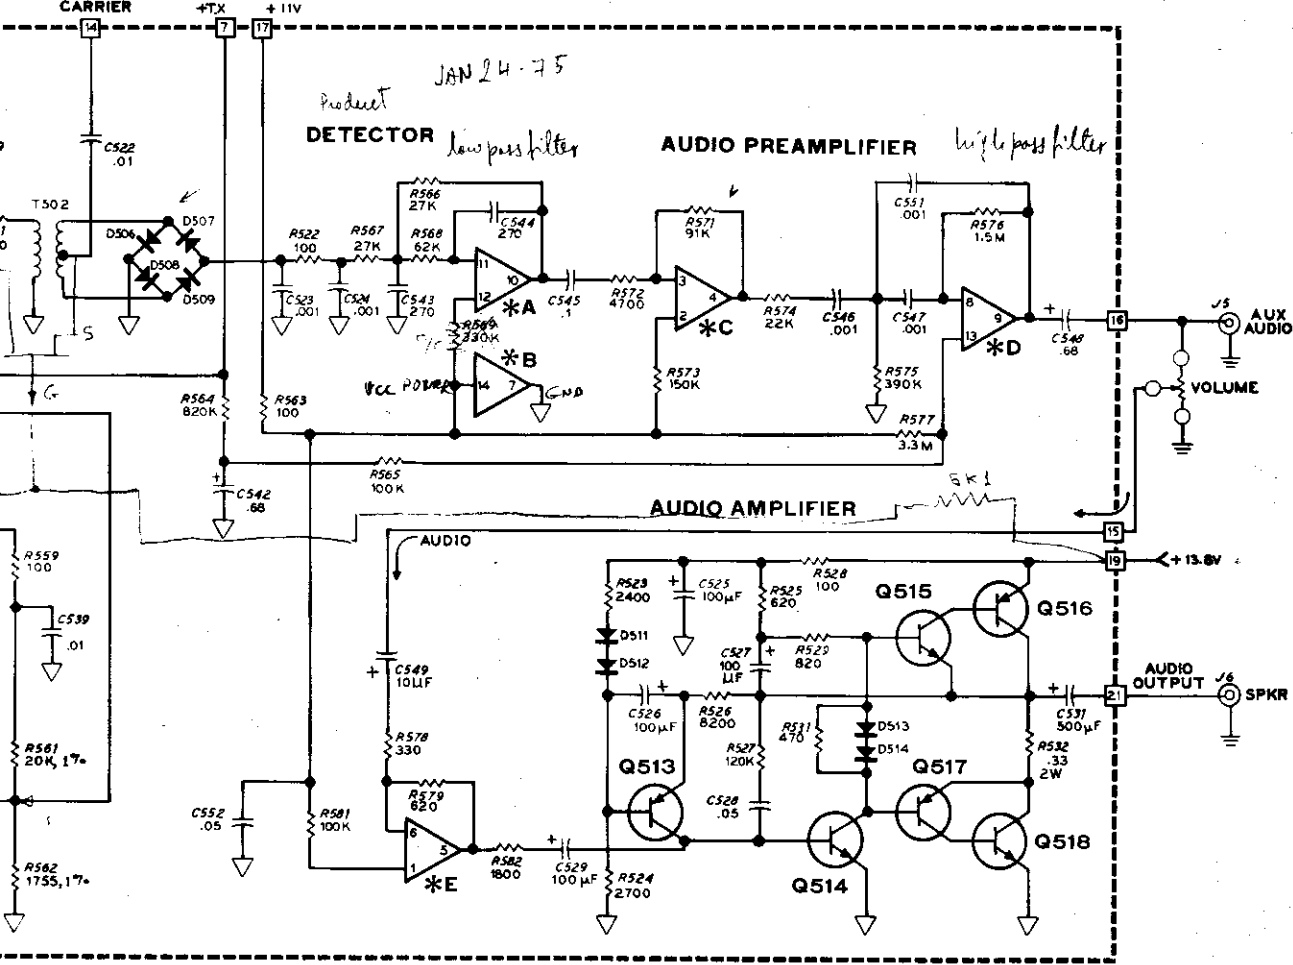 CARRIER
+TX
+ 11V
14
7
17
JAN 24-75
Product
DETECTOR
low pass filter
AUDIO PREAMPLIFIER
high pass filter
C522
.01
T502
D506
D507
D508
D509
R522
100
R567
27K
R566
27K
R568
62K
C544
270
C523
.001
C524
.001
C543
270
11
12
10
*A
R569
330K
C545
.1
R572
4700
R571
91K
3
2
4
*C
R573
150K
R574
22K
C546
.001
C547
.001
C551
.001
R576
1.5M
8
13
9
*D
R575
390K
R577
3.3M
C548
.68
16
J5
AUX
AUDIO
VOLUME
*B
VCC POWER
14
7
GND
S
G
R564
820K
R563
100
R565
100K
C542
.68
AUDIO AMPLIFIER
AUDIO
15
19
+ 13.8V
R559
100
C539
.01
R561
20K, 1%
R562
1755, 1%
C549
10µF
R578
330
R579
620
6
1
5
*E
C552
.05
R581
100K
R582
1800
C529
100µF
R523
2400
D511
D512
C525
100µF
R525
620
R528
100
C527
100
µF
R529
820
C526
100µF
R526
8200
R527
120K
C528
.05
R531
470
D513
D514
Q513
R524
2700
Q514
Q515
Q516
Q517
Q518
R532
.33
2W
C531
500µF
AUDIO
OUTPUT
21
J6
SPKR